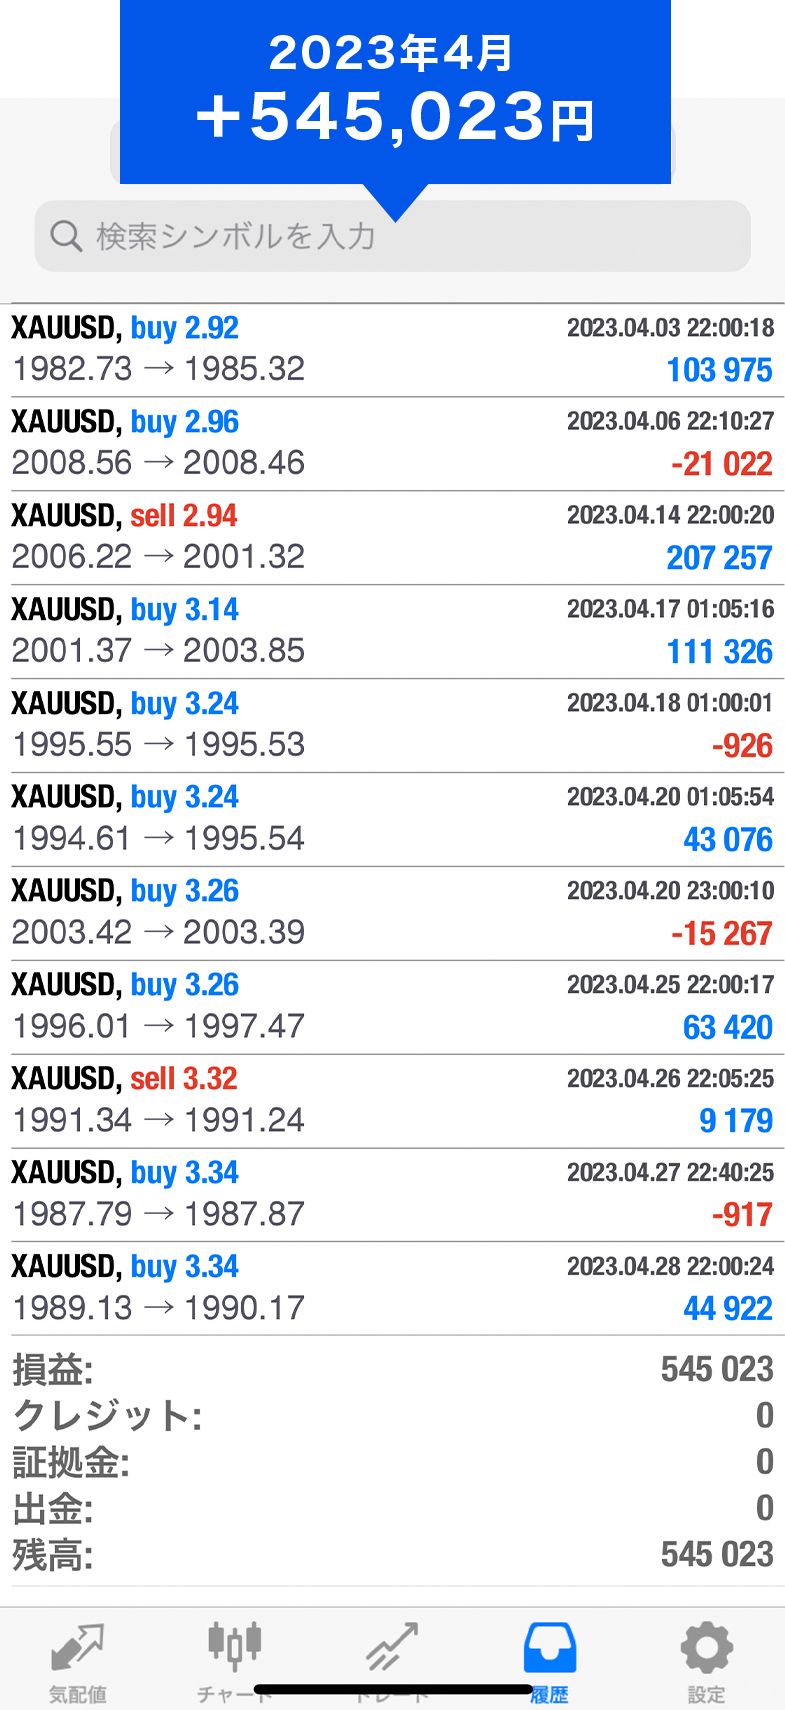 2023年4月
+545,023円
検索シンボルを入力
XAUUSD, buy 2.92 2023.04.03 22:00:18
1982.73 → 1985.32 103 975
XAUUSD, buy 2.96 2023.04.06 22:10:27
2008.56 → 2008.46 -21 022
XAUUSD, sell 2.94 2023.04.14 22:00:20
2006.22 → 2001.32 207 257
XAUUSD, buy 3.14 2023.04.17 01:05:16
2001.37 → 2003.85 111 326
XAUUSD, buy 3.24 2023.04.18 01:00:01
1995.55 → 1995.53 -926
XAUUSD, buy 3.24 2023.04.20 01:05:54
1994.61 → 1995.54 43 076
XAUUSD, buy 3.26 2023.04.20 23:00:10
2003.42 → 2003.39 -15 267
XAUUSD, buy 3.26 2023.04.25 22:00:17
1996.01 → 1997.47 63 420
XAUUSD, sell 3.32 2023.04.26 22:05:25
1991.34 → 1991.24 9 179
XAUUSD, buy 3.34 2023.04.27 22:40:25
1987.79 → 1987.87 -917
XAUUSD, buy 3.34 2023.04.28 22:00:24
1989.13 → 1990.17 44 922
損益: 545 023
クレジット: 0
証拠金: 0
出金: 0
残高: 545 023
気配値 チャート トレード 履歴 設定